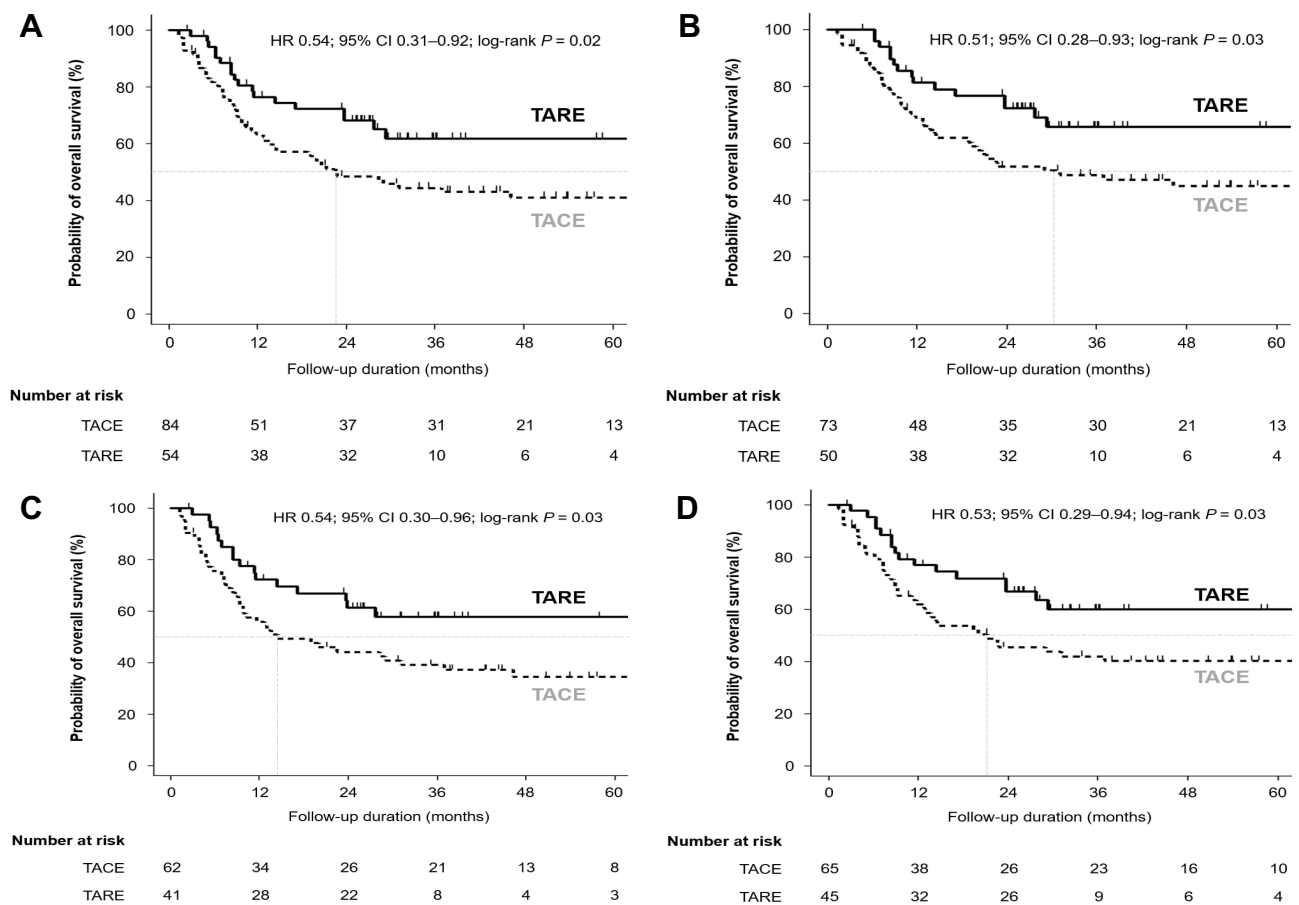 A
HR 0.54; 95% CI 0.31–0.92; log-rank P = 0.02
Probability of overall survival (%)
100
80
60
40
20
0
TARE
TACE
0 12 24 36 48 60
Follow-up duration (months)
Number at risk
TACE 84 51 37 31 21 13
TARE 54 38 32 10 6 4
B
HR 0.51; 95% CI 0.28–0.93; log-rank P = 0.03
Probability of overall survival (%)
100
80
60
40
20
0
TARE
TACE
0 12 24 36 48 60
Follow-up duration (months)
Number at risk
TACE 73 48 35 30 21 13
TARE 50 38 32 10 6 4
C
HR 0.54; 95% CI 0.30–0.96; log-rank P = 0.03
Probability of overall survival (%)
100
80
60
40
20
0
TARE
TACE
0 12 24 36 48 60
Follow-up duration (months)
Number at risk
TACE 62 34 26 21 13 8
TARE 41 28 22 8 4 3
D
HR 0.53; 95% CI 0.29–0.94; log-rank P = 0.03
Probability of overall survival (%)
100
80
60
40
20
0
TARE
TACE
0 12 24 36 48 60
Follow-up duration (months)
Number at risk
TACE 65 38 26 23 16 10
TARE 45 32 26 9 6 4